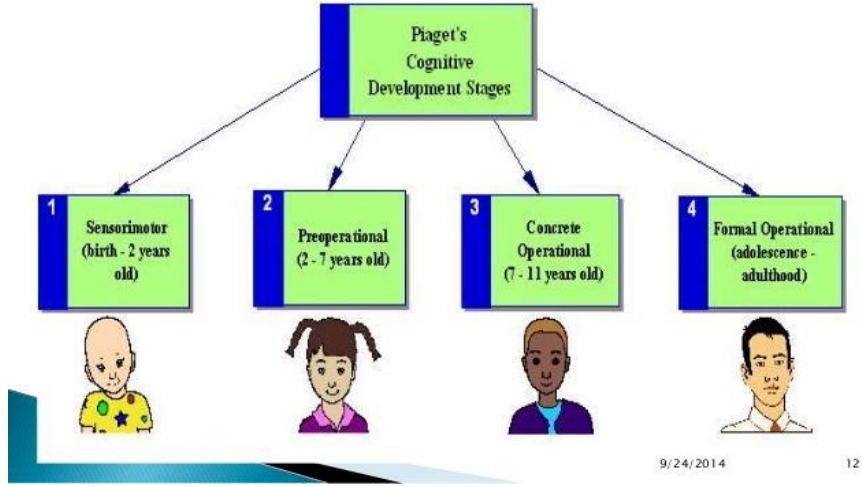 Piaget's
Cognitive
Development Stages
1
Sensorimotor
(birth - 2 years
old)
2
Preoperational
(2 - 7 years old)
3
Concrete
Operational
(7 - 11 years old)
4
Formal Operational
(adolescence -
adulthood)
9/24/2014
12